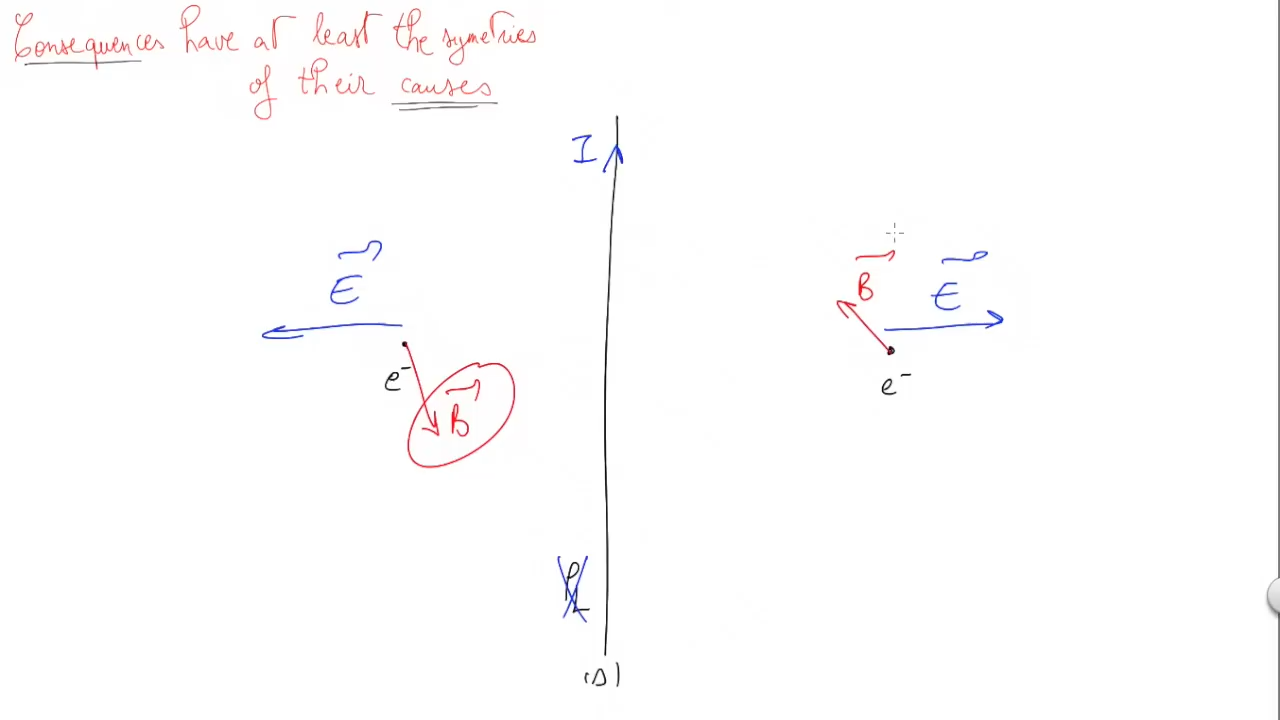 Consequences have at least the symetries
of their causes
I
E
B
E
e⁻
B
e⁻
(Δ)